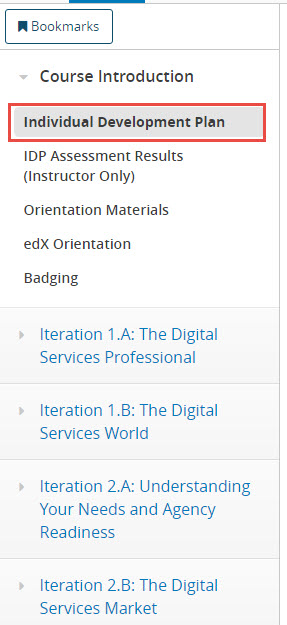 Bookmarks
Course Introduction
Individual Development Plan
IDP Assessment Results
(Instructor Only)
Orientation Materials
edX Orientation
Badging
Iteration 1.A: The Digital
Services Professional
Iteration 1.B: The Digital
Services World
Iteration 2.A: Understanding
Your Needs and Agency
Readiness
Iteration 2.B: The Digital
Services Market